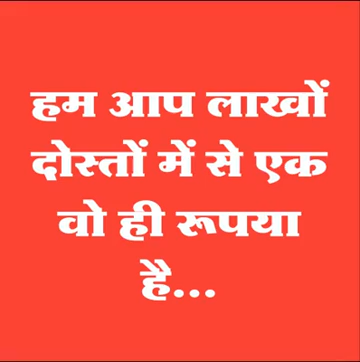 हम आप लाखों
दोस्तों में से एक
वो ही रूपया
है...